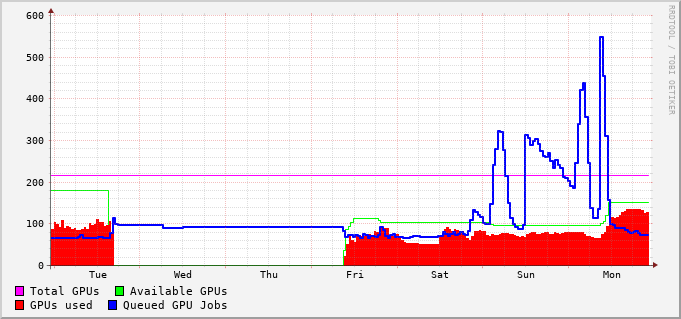 600
500
400
300
200
100
0
Tue Wed Thu Fri Sat Sun Mon
Total GPUs Available GPUs
GPUs used Queued GPU Jobs
RRDTOOL / TOBI OETIKER